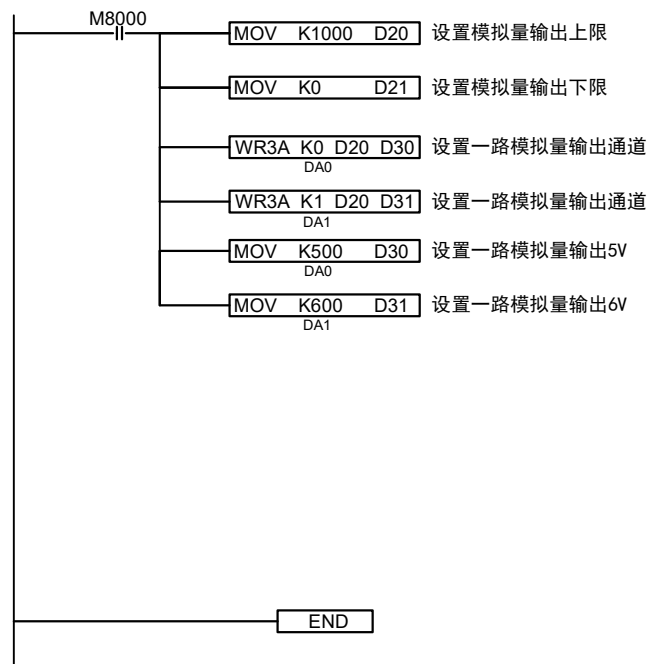 M8000
MOV K1000 D20 设置模拟量输出上限
MOV K0 D21 设置模拟量输出下限
WR3A K0 D20 D30 设置一路模拟量输出通道
DA0
WR3A K1 D20 D31 设置一路模拟量输出通道
DA1
MOV K500 D30 设置一路模拟量输出5V
DA0
MOV K600 D31 设置一路模拟量输出6V
DA1
END